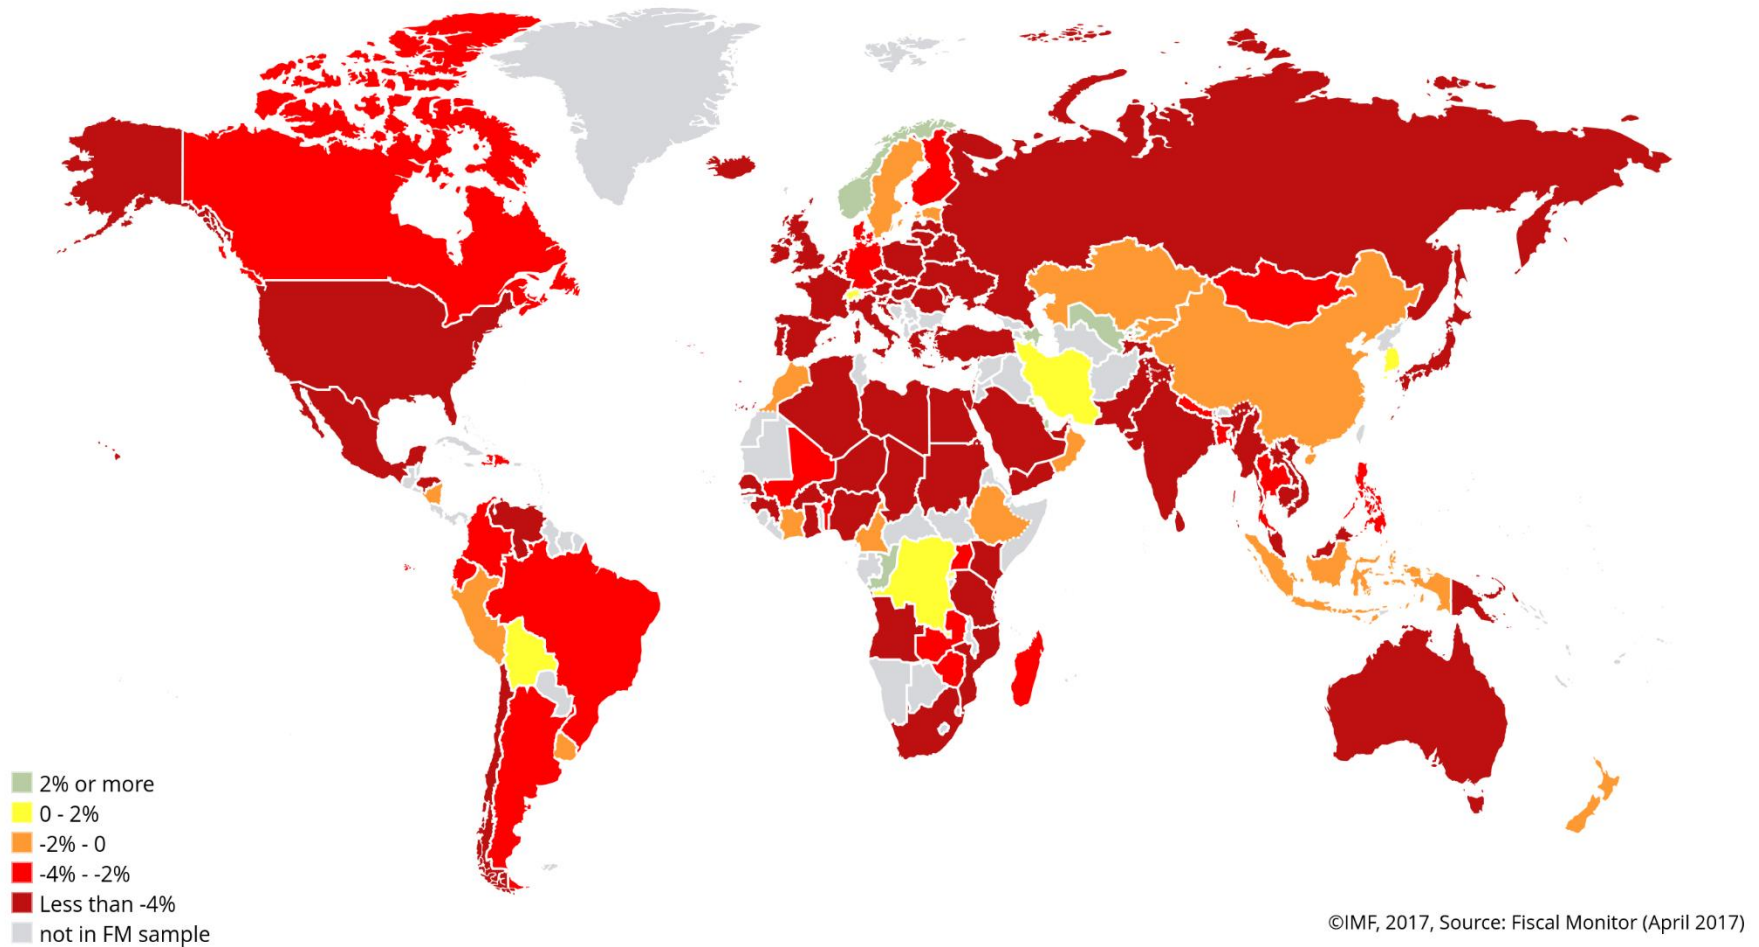 2% or more
0 - 2%
-2% - 0
-4% - -2%
Less than -4%
not in FM sample
©IMF, 2017, Source: Fiscal Monitor (April 2017)